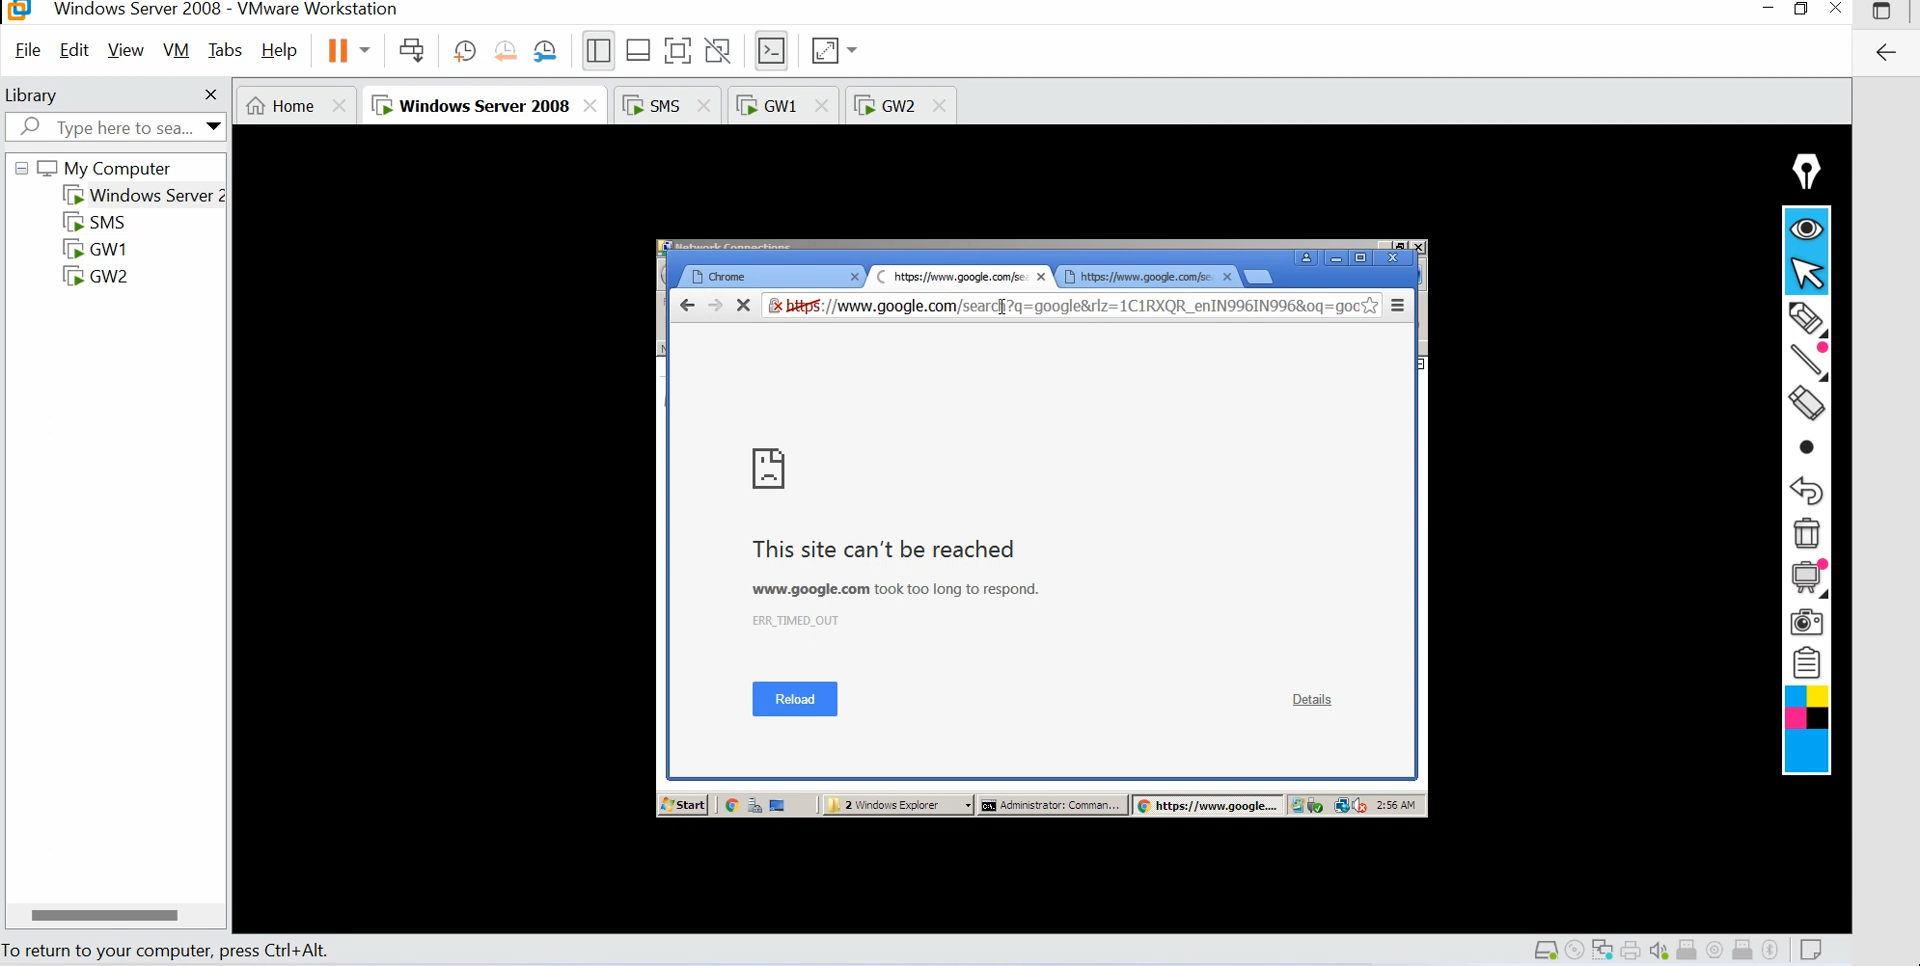 Windows Server 2008 - VMware Workstation
File Edit View VM Tabs Help
Library
Home Windows Server 2008 SMS GW1 GW2
Type here to sea...
My Computer
Windows Server 2
SMS
GW1
GW2
Network Connections
Chrome https://www.google.com/se https://www.google.com/se
https://www.google.com/search?q=google&rlz=1C1RXQR_enIN996IN996&oq=goo
This site can't be reached
www.google.com took too long to respond.
ERR_TIMED_OUT
Reload Details
Start 2 Windows Explorer Administrator: Comman... https://www.google.... 2:56 AM
To return to your computer, press Ctrl+Alt.